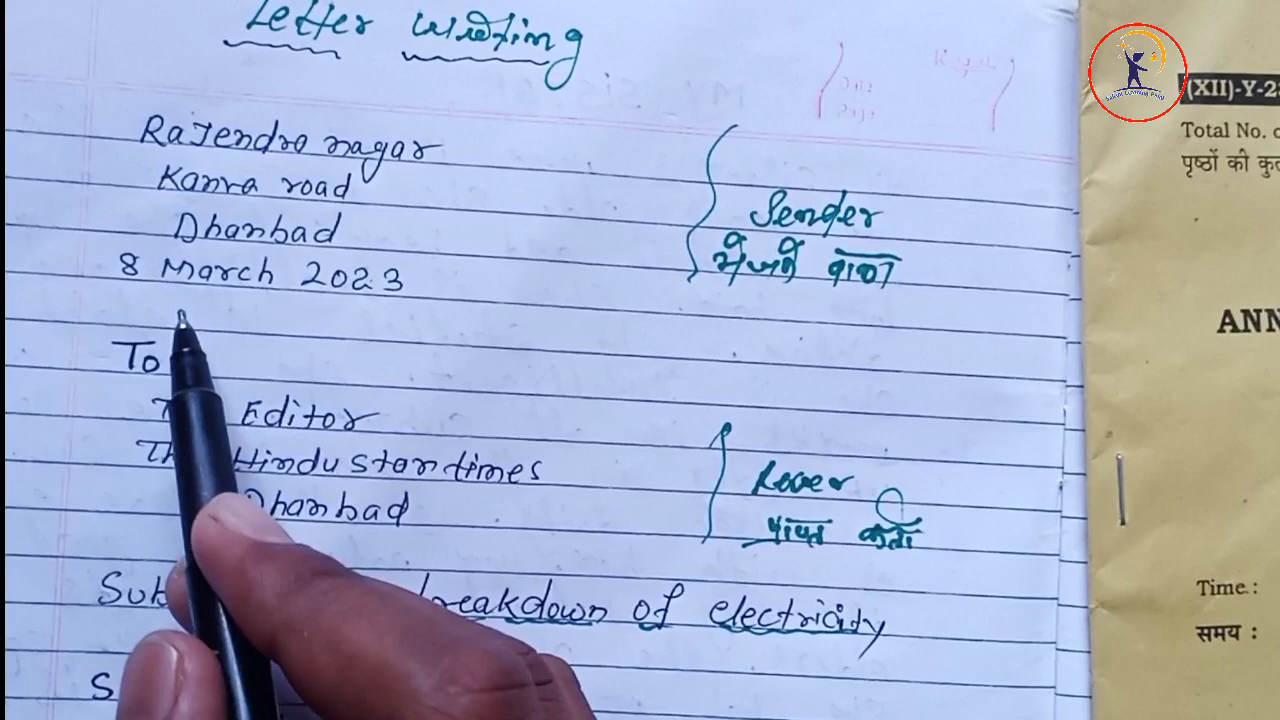 Letter writing
Rajendra nagar
Kanra road
Dhanbad
8 March 2023
Sender
भेजने वाला
To
Editor
Hindustan times
Dhanbad
प्राप्त कर्ता
breakdown of electricity
S
(XII)-Y-2
Total No.
पृष्ठों की
ANN
Time :
समय :